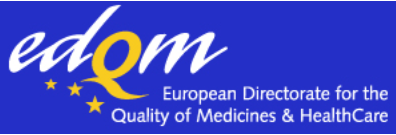 edqm
European Directorate for the
Quality of Medicines & HealthCare